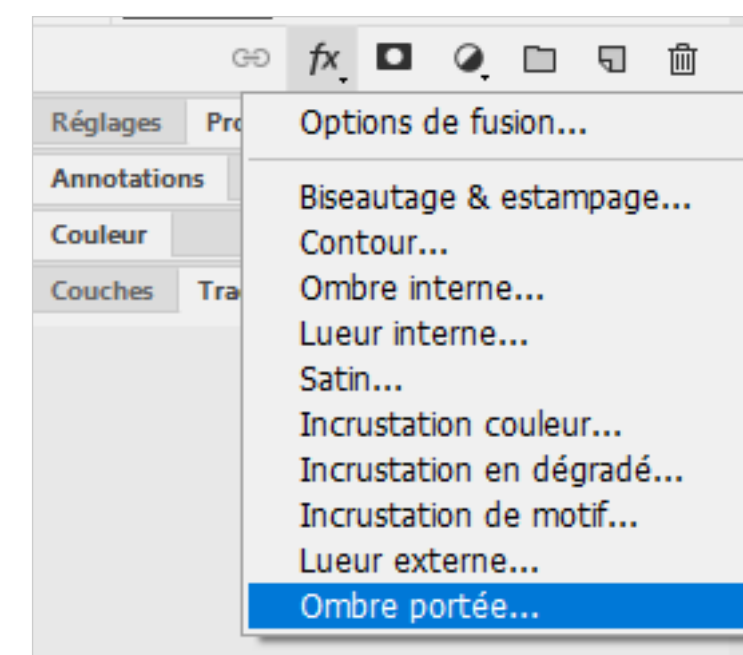 fx
Options de fusion...
Réglages
Annotations
Biseautage & estampage...
Couleur
Contour...
Couches
Ombre interne...
Lueur interne...
Satin...
Incrustation couleur...
Incrustation en dégradé...
Incrustation de motif...
Lueur externe...
Ombre portée...